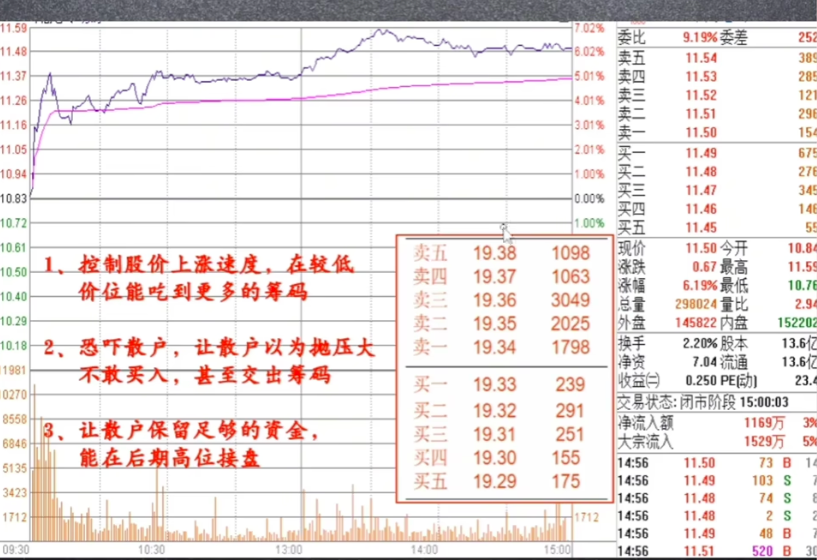 11.59
11.48
11.37
11.26
11.16
11.05
10.94
10.83
10.72
10.61
10.50
10.40
10.29
10.18
11981
10270
8558
6846
5135
3423
1712
7.02%
6.02%
5.01%
4.01%
3.01%
2.01%
1.00%
0.00%
1.00%
1712
09:30 10:30 13:00 14:00 15:00
1、控制股价上涨速度，在较低
价位能吃到更多的筹码
2、恐吓散户，让散户以为抛压大
不敢买入，甚至交出筹码
3、让散户保留足够的资金，
能在后期高位接盘
卖五 19.38 1098
卖四 19.37 1063
卖三 19.36 3049
卖二 19.35 2025
卖一 19.34 1798
买一 19.33 239
买二 19.32 291
买三 19.31 251
买四 19.30 155
买五 19.29 175
委比 9.19% 委差 252
卖五 11.54 389
卖四 11.53 285
卖三 11.52 121
卖二 11.51 296
卖一 11.50 154
买一 11.49 675
买二 11.48 276
买三 11.47 345
买四 11.46 146
买五 11.45 55
现价 11.50 今开 10.84
涨跌 0.67 最高 11.59
涨幅 6.19% 最低 10.76
总量 298024 量比 2.94
外盘 145822 内盘 152202
换手 2.20% 股本 13.6亿
净资 7.04 流通 13.6亿
收益㈢ 0.250 PE(动) 23.4
交易状态: 闭市阶段 15:00:03
净流入额 1169万 3%
大宗流入 1529万 5%
14:56 11.50 73 B 14
14:56 11.49 103 S 7
14:56 11.48 74 S 8
14:56 11.48 2 S 2
14:56 11.49 48 B 7
14:56 11.51 520 B 30